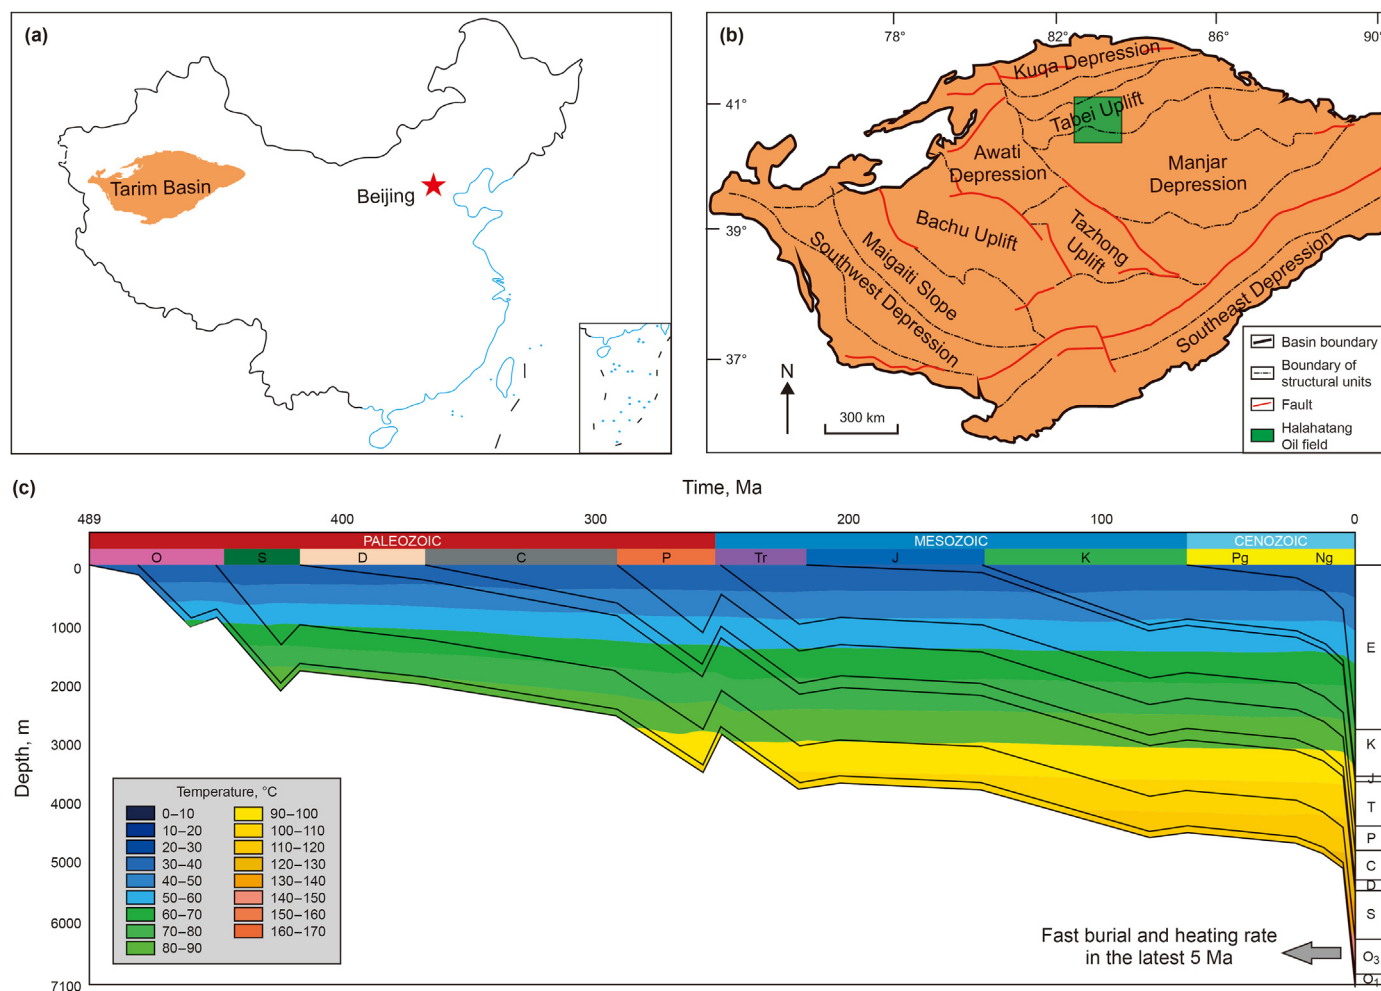 (a)
Tarim Basin
Beijing
(b)
78°
82°
86°
90°
41°
39°
37°
Kuqa Depression
Tabei Uplift
Awati
Depression
Manjar
Depression
Bachu Uplift
Tazhong
Uplift
Maigaiti Slope
Southwest Depression
Southeast Depression
N
300 km
Basin boundary
Boundary of
structural units
Fault
Halahatang
Oil field
(c)
Time, Ma
489
400
300
200
100
0
PALEOZOIC
MESOZOIC
CENOZOIC
O
S
D
C
P
Tr
J
K
Pg
Ng
Depth, m
0
1000
2000
3000
4000
5000
6000
7100
E
K
J
T
P
C
D
S
O3
O1
Temperature, °C
0–10
10–20
20–30
30–40
40–50
50–60
60–70
70–80
80–90
90–100
100–110
110–120
120–130
130–140
140–150
150–160
160–170
Fast burial and heating rate
in the latest 5 Ma